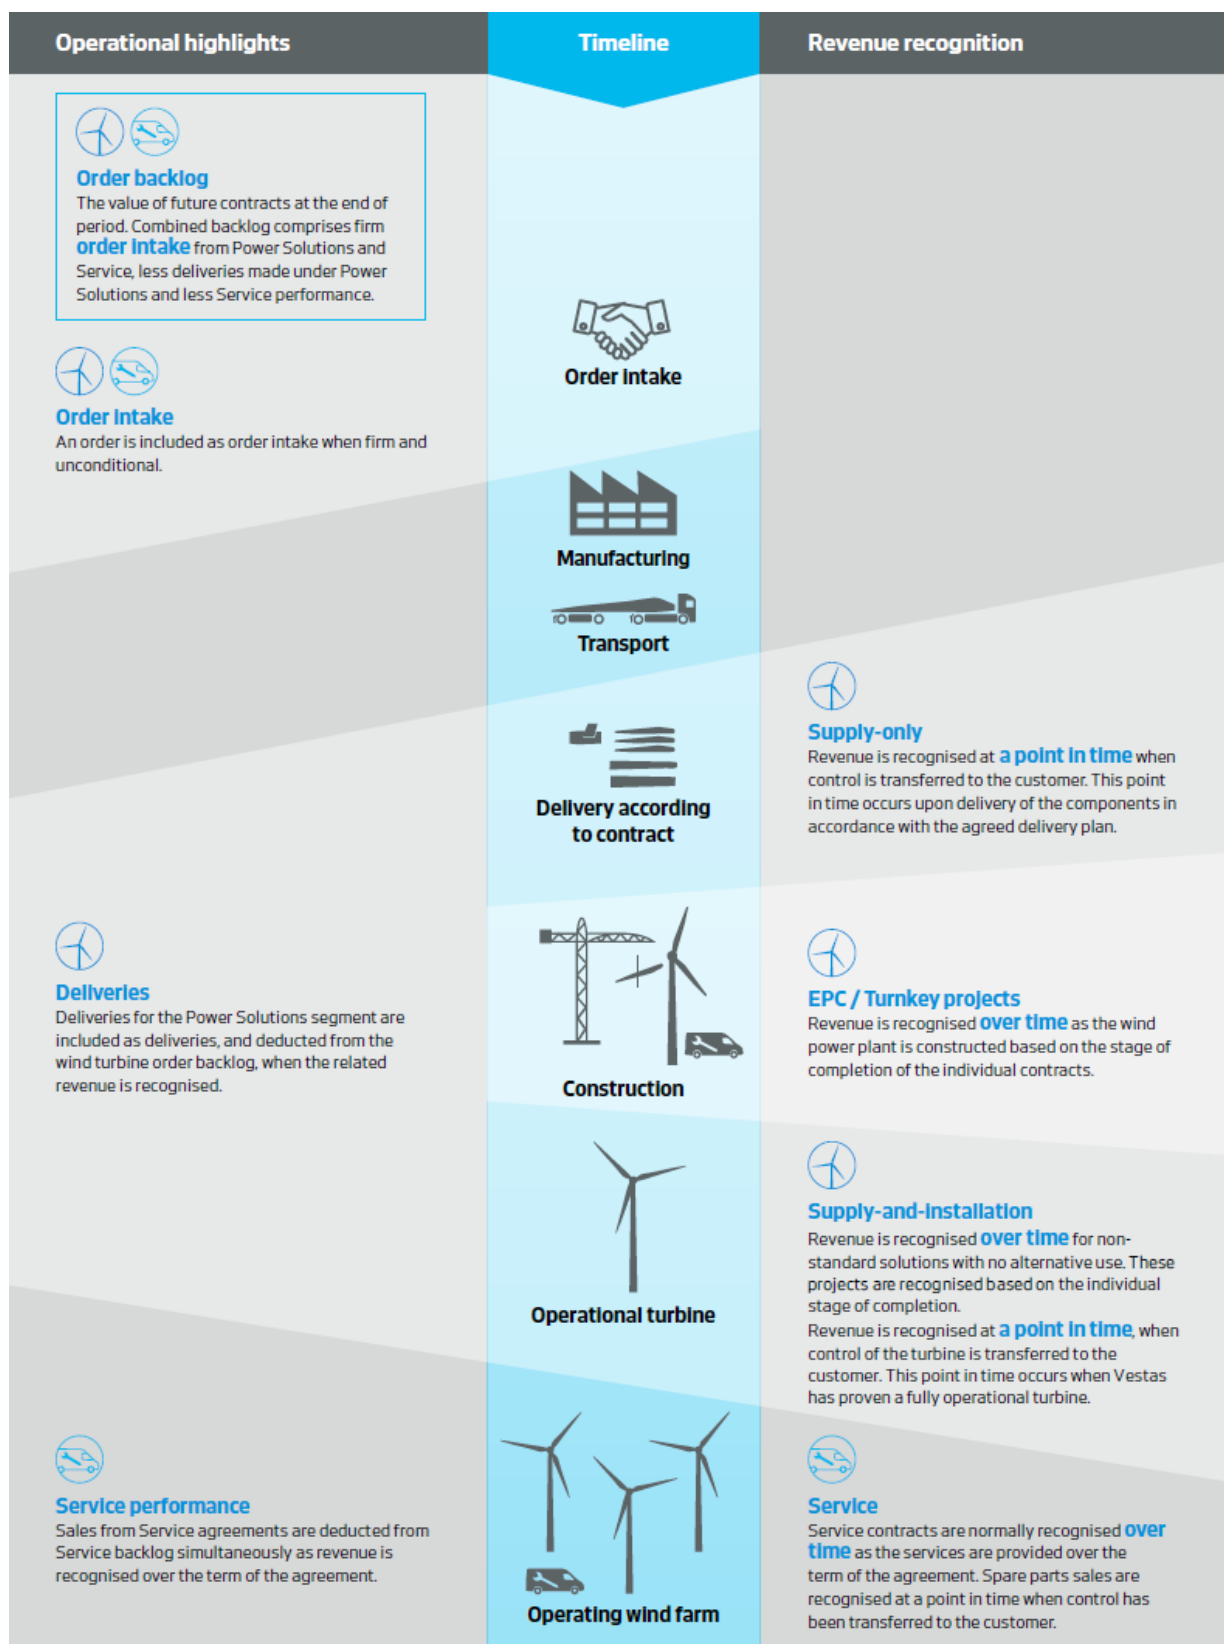 Operational highlights
Timeline
Revenue recognition
Order backlog
The value of future contracts at the end of
period. Combined backlog comprises firm
order intake from Power Solutions and
Service, less deliveries made under Power
Solutions and less Service performance.
Order intake
An order is included as order intake when firm and
unconditional.
Order intake
Manufacturing
Transport
Delivery according
to contract
Supply-only
Revenue is recognised at a point in time when
control is transferred to the customer. This point
in time occurs upon delivery of the components in
accordance with the agreed delivery plan.
Deliveries
Deliveries for the Power Solutions segment are
included as deliveries, and deducted from the
wind turbine order backlog, when the related
revenue is recognised.
Construction
EPC / Turnkey projects
Revenue is recognised over time as the wind
power plant is constructed based on the stage of
completion of the individual contracts.
Operational turbine
Supply-and-installation
Revenue is recognised over time for non-
standard solutions with no alternative use. These
projects are recognised based on the individual
stage of completion.
Revenue is recognised at a point in time, when
control of the turbine is transferred to the
customer. This point in time occurs when Vestas
has proven a fully operational turbine.
Service performance
Sales from Service agreements are deducted from
Service backlog simultaneously as revenue is
recognised over the term of the agreement.
Operating wind farm
Service
Service contracts are normally recognised over
time as the services are provided over the
term of the agreement. Spare parts sales are
recognised at a point in time when control has
been transferred to the customer.